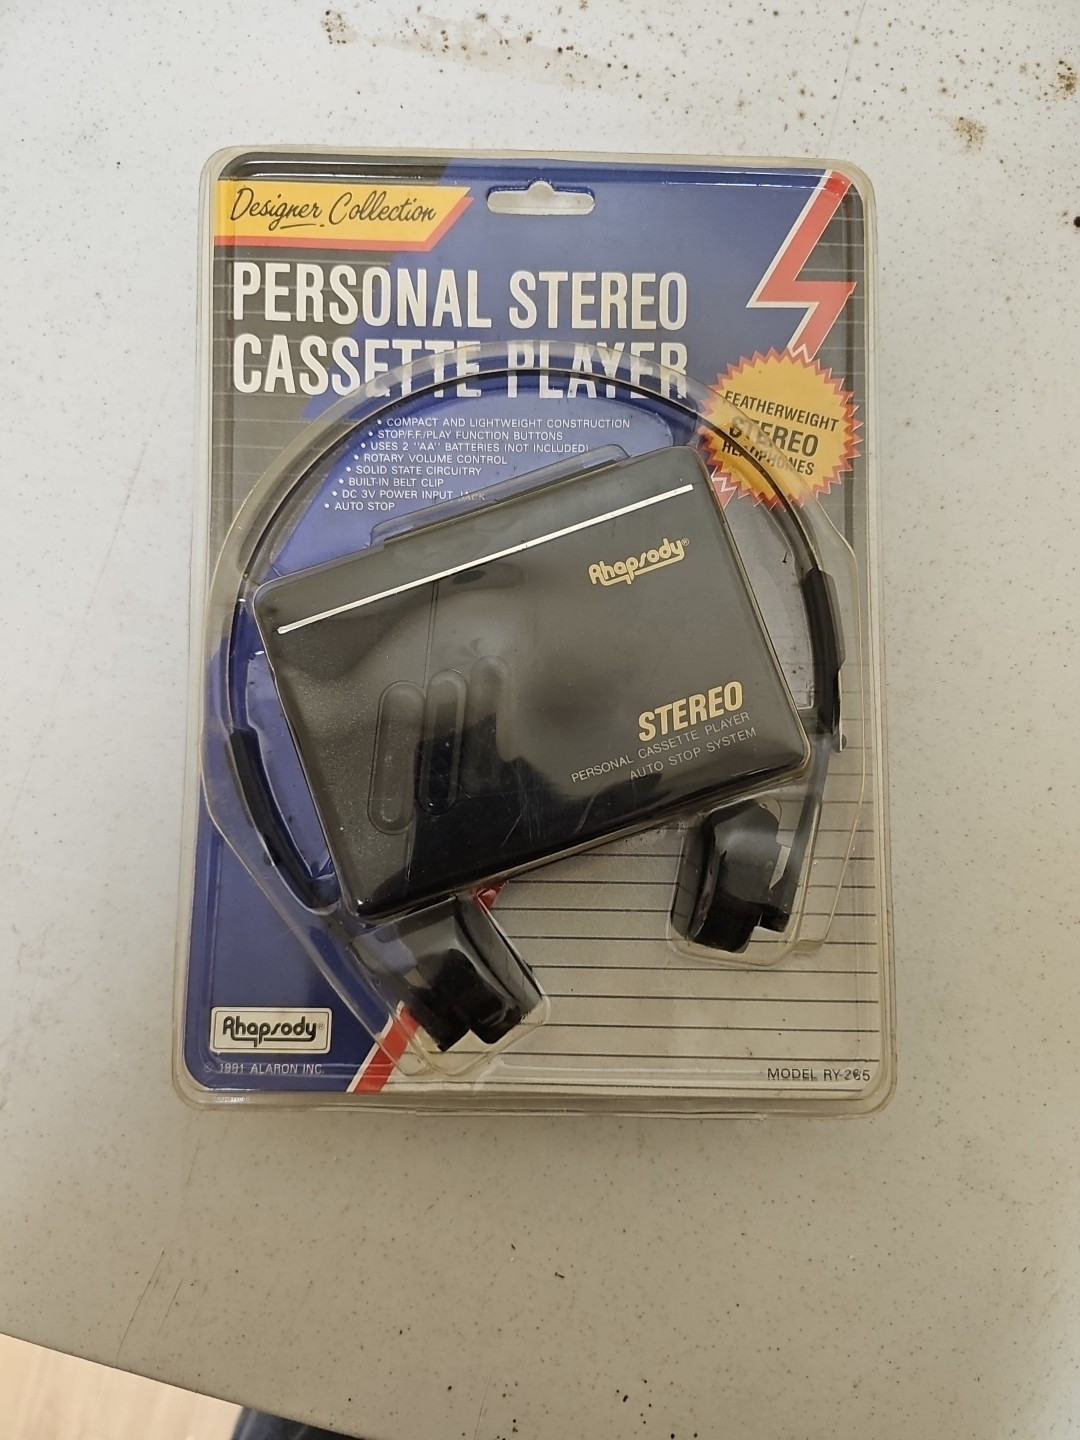 Designer Collection
PERSONAL STEREO
CASSETTE PLAYER
• COMPACT AND LIGHTWEIGHT CONSTRUCTION
• STOP/F.F./PLAY FUNCTION BUTTONS
• USES 2 "AA" BATTERIES (NOT INCLUDED)
• ROTARY VOLUME CONTROL
• SOLID STATE CIRCUITRY
• BUILT-IN BELT CLIP
• DC 3V POWER INPUT JACK
• AUTO STOP
FEATHERWEIGHT
STEREO
HEADPHONES
Rhapsody®
STEREO
PERSONAL CASSETTE PLAYER
AUTO STOP SYSTEM
Rhapsody®
© 1991 ALARON INC.
MODEL RY-265